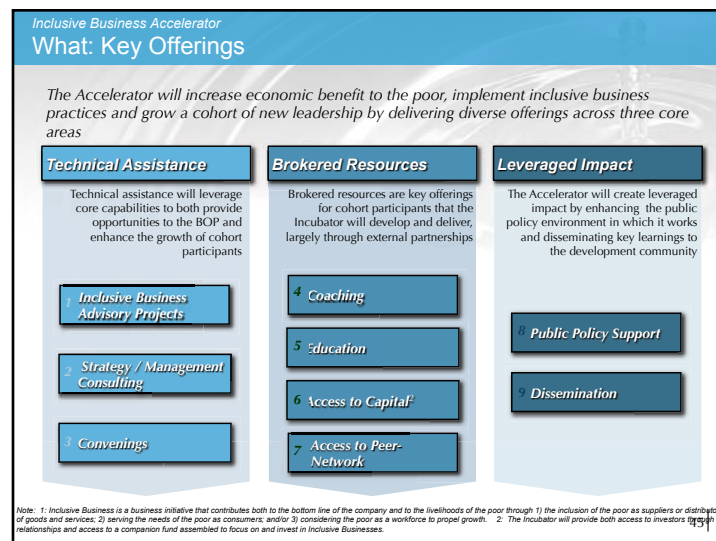 Inclusive Business Accelerator
What: Key Offerings
The Accelerator will increase economic benefit to the poor, implement inclusive business
practices and grow a cohort of new leadership by delivering diverse offerings across three core
areas
Technical Assistance
Technical assistance will leverage
core capabilities to both provide
opportunities to the BOP and
enhance the growth of cohort
participants
1 Inclusive Business
Advisory Projects
2 Strategy / Management
Consulting
3 Convenings
Brokered Resources
Brokered resources are key offerings
for cohort participants that the
Incubator will develop and deliver,
largely through external partnerships
4 Coaching
5 Education
6 Access to Capital2
7 Access to Peer-
Network
Leveraged Impact
The Accelerator will create leveraged
impact by enhancing the public
policy environment in which it works
and disseminating key learnings to
the development community
8 Public Policy Support
9 Dissemination
Note: 1: Inclusive Business is a business initiative that contributes both to the bottom line of the company and to the livelihoods of the poor through 1) the inclusion of the poor as suppliers or distributo
of goods and services; 2) serving the needs of the poor as consumers; and/or 3) considering the poor as a workforce to propel growth. 2: The Incubator will provide both access to investors through
relationships and access to a companion fund assembled to focus on and invest in Inclusive Businesses.